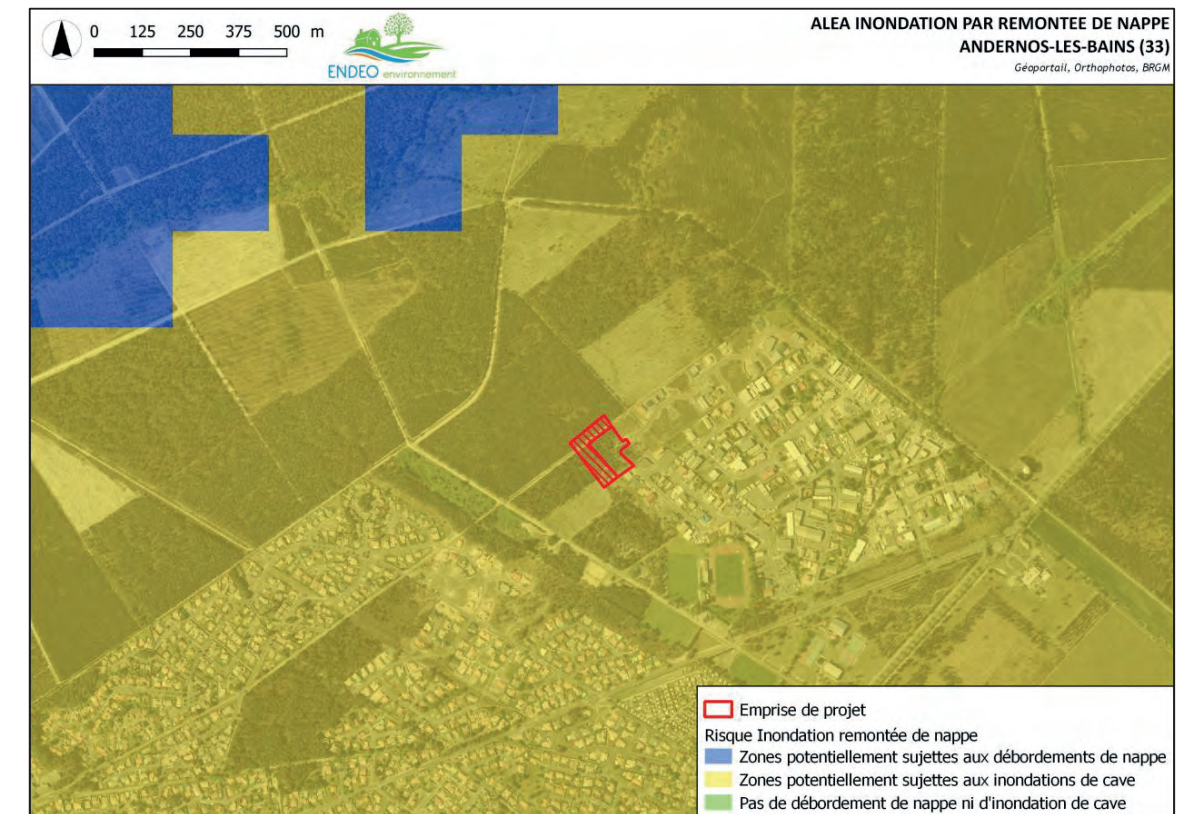 0 125 250 375 500 m
ENDEO environnement
ALEA INONDATION PAR REMONTEE DE NAPPE
ANDERNOS-LES-BAINS (33)
Géoportail, Orthophotos, BRGM
Emprise de projet
Risque Inondation remontée de nappe
Zones potentiellement sujettes aux débordements de nappe
Zones potentiellement sujettes aux inondations de cave
Pas de débordement de nappe ni d'inondation de cave